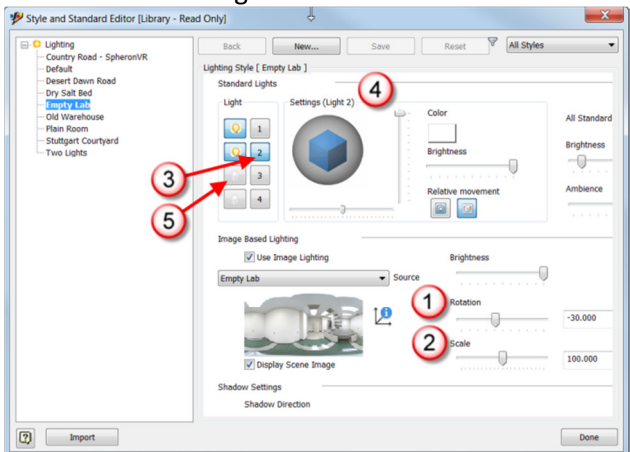 Style and Standard Editor [Library - Read Only]
Lighting
Country Road - SpheronVR
Default
Desert Dawn Road
Dry Salt Bed
Empty Lab
Old Warehouse
Plain Room
Stuttgart Courtyard
Two Lights
Back
New...
Save
Reset
All Styles
Lighting Style [ Empty Lab ]
Standard Lights
Light
1
2
3
4
Settings (Light 2)
4
Color
Brightness
Relative movement
All Standard
Brightness
Ambience
3
5
Image Based Lighting
Use Image Lighting
Empty Lab
Source
Display Scene Image
Brightness
1
Rotation
-30.000
2
Scale
100.000
Shadow Settings
Shadow Direction
?
Import
Done